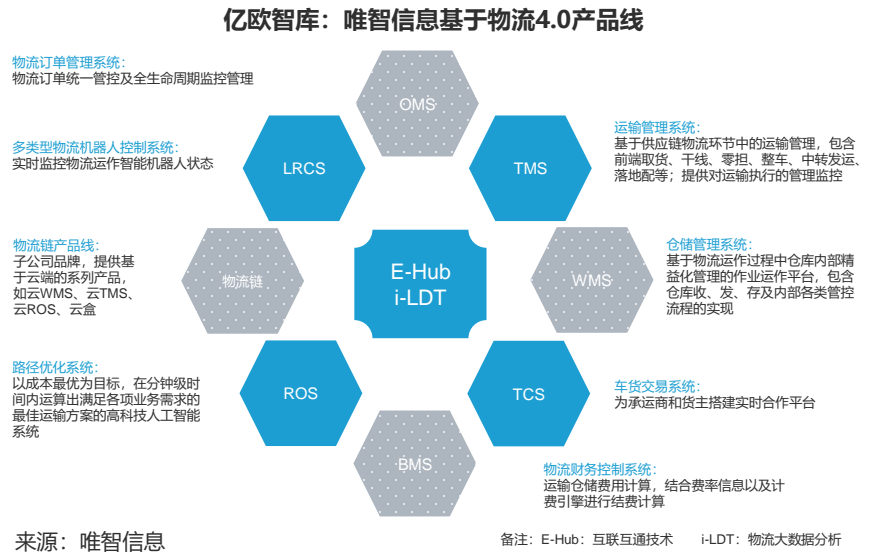 亿欧智库：唯智信息基于物流4.0产品线
物流订单管理系统：
物流订单统一管控及全生命周期监控管理
OMS
多类型物流机器人控制系统：
实时监控物流运作智能机器人状态
LRCS
TMS
运输管理系统：
基于供应链物流环节中的运输管理，包含
前端取货、干线、零担、整车、中转发运、
落地配等；提供对运输执行的管理监控
物流链产品线：
子公司品牌，提供基
于云端的系列产品，
如云WMS、云TMS、
云ROS、云盒
物流链
E-Hub
i-LDT
WMS
仓储管理系统：
基于物流运作过程中仓库内部精
益化管理的作业运作平台，包含
仓库收、发、存及内部各类管控
流程的实现
路径优化系统：
以成本最优为目标，在分钟级时
间内运算出满足各项业务需求的
最佳运输方案的高科技人工智能
系统
ROS
TCS
车货交易系统：
为承运商和货主搭建实时合作平台
BMS
物流财务控制系统：
运输仓储费用计算，结合费率信息以及计
费引擎进行结费计算
来源：唯智信息
备注：E-Hub：互联互通技术 i-LDT：物流大数据分析